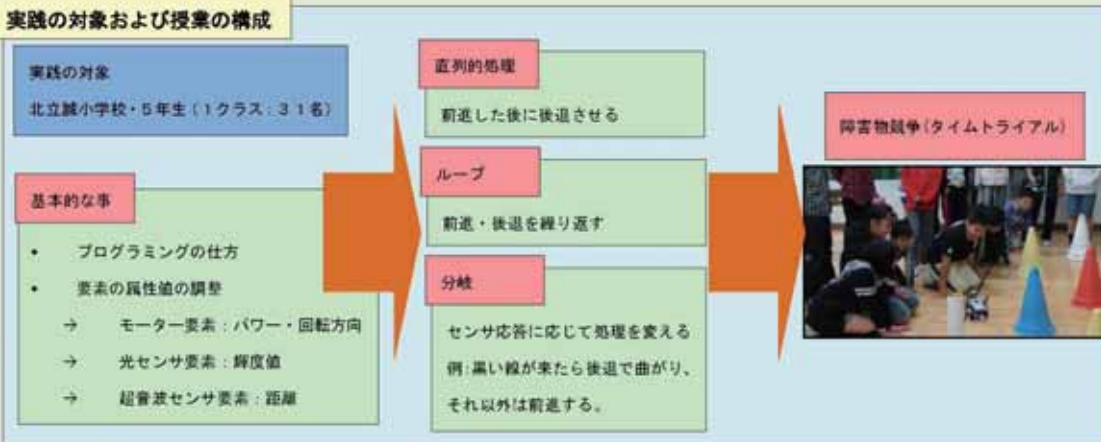 実践の対象および授業の構成
実践の対象
北立誠小学校・5年生(1クラス:31名)
基本的な事
• プログラミングの仕方
• 要素の属性値の調整
→ モーター要素:パワー・回転方向
→ 光センサ要素:輝度値
→ 超音波センサ要素:距離
直列的処理
前進した後に後退させる
ループ
前進・後退を繰り返す
分岐
センサ応答に応じて処理を変える
例:黒い線が来たら後退で曲がり、
それ以外は前進する。
障害物競争(タイムトライアル)